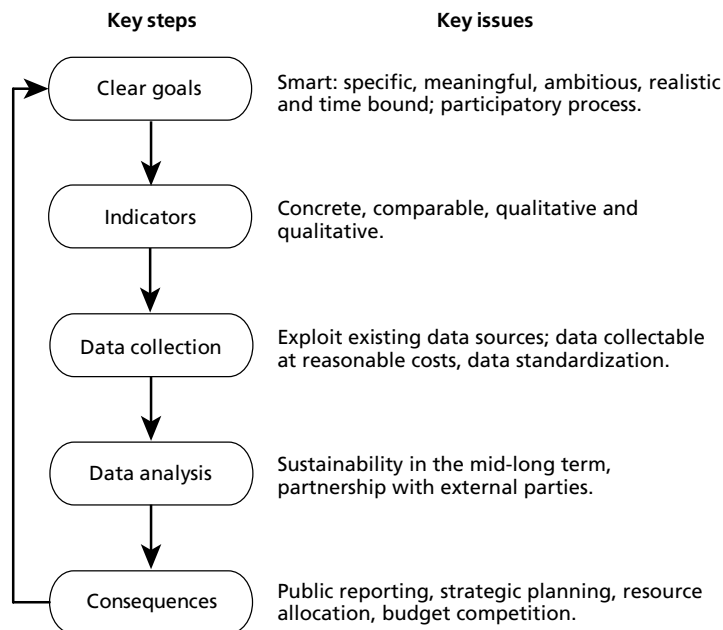 Key steps
Key issues
Clear goals
Smart: specific, meaningful, ambitious, realistic
and time bound; participatory process.
Indicators
Concrete, comparable, qualitative and
qualitative.
Data collection
Exploit existing data sources; data collectable
at reasonable costs, data standardization.
Data analysis
Sustainability in the mid-long term,
partnership with external parties.
Consequences
Public reporting, strategic planning, resource
allocation, budget competition.